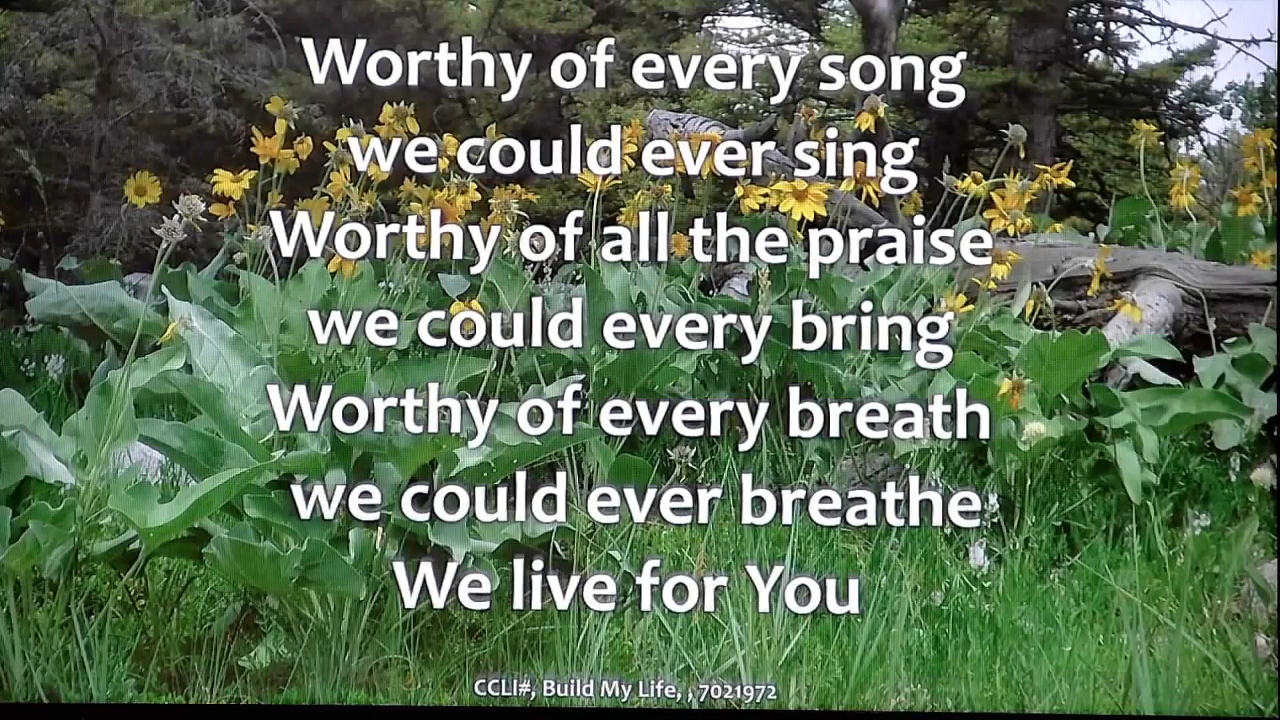 Worthy of every song
we could ever sing
Worthy of all the praise
we could every bring
Worthy of every breath
we could ever breathe
We live for You
CCLI#, Build My Life, , 7021972